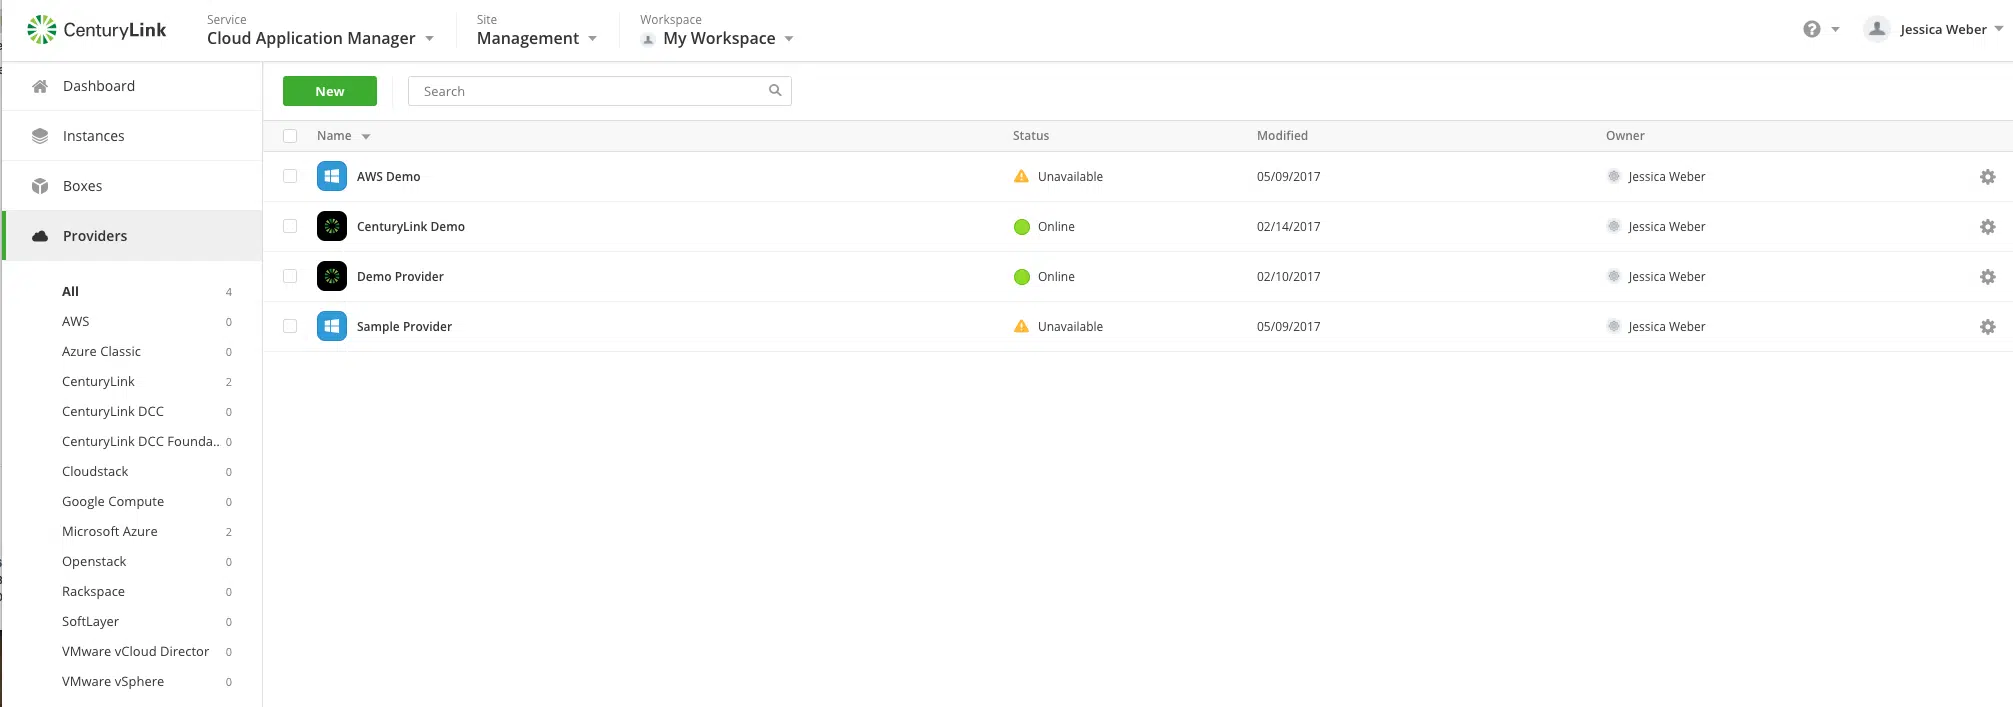 CenturyLink
Service
Cloud Application Manager
Site
Management
Workspace
My Workspace
?
Jessica Weber
Dashboard
Instances
Boxes
Providers
All 4
AWS 0
Azure Classic 0
CenturyLink 2
CenturyLink DCC 0
CenturyLink DCC Founda... 0
Cloudstack 0
Google Compute 0
Microsoft Azure 2
Openstack 0
Rackspace 0
SoftLayer 0
VMware vCloud Director 0
VMware vSphere 0
New
Search
Name Status Modified Owner
AWS Demo Unavailable 05/09/2017 Jessica Weber
CenturyLink Demo Online 02/14/2017 Jessica Weber
Demo Provider Online 02/10/2017 Jessica Weber
Sample Provider Unavailable 05/09/2017 Jessica Weber